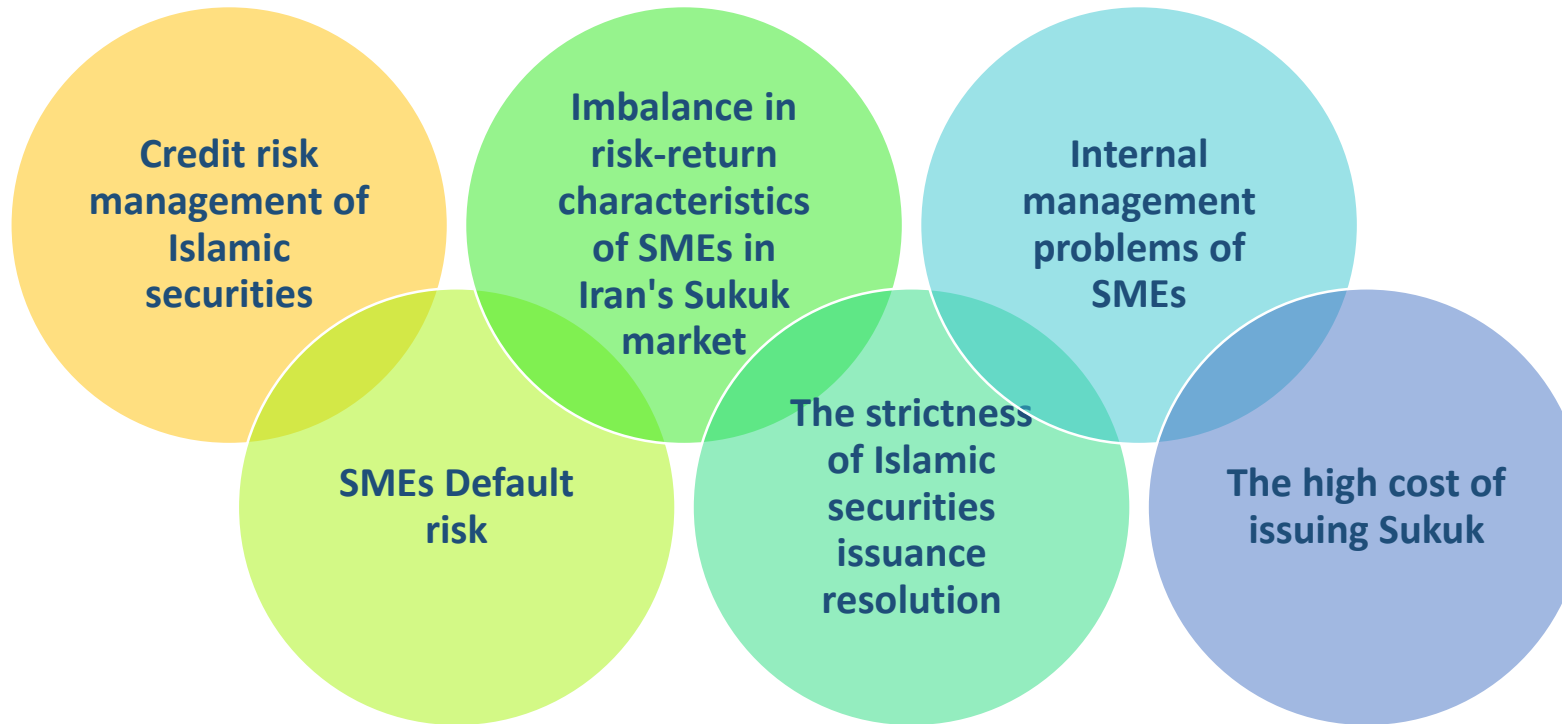 Credit risk
management of
Islamic
securities
SMEs Default
risk
Imbalance in
risk-return
characteristics
of SMEs in
Iran's Sukuk
market
The strictness
of Islamic
securities
issuance
resolution
Internal
management
problems of
SMEs
The high cost of
issuing Sukuk